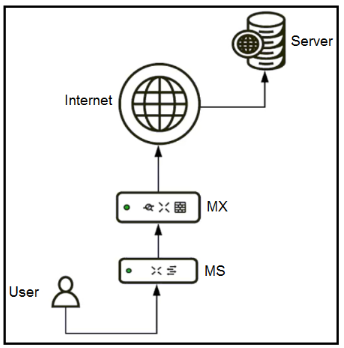 Server
Internet
MX
MS
User